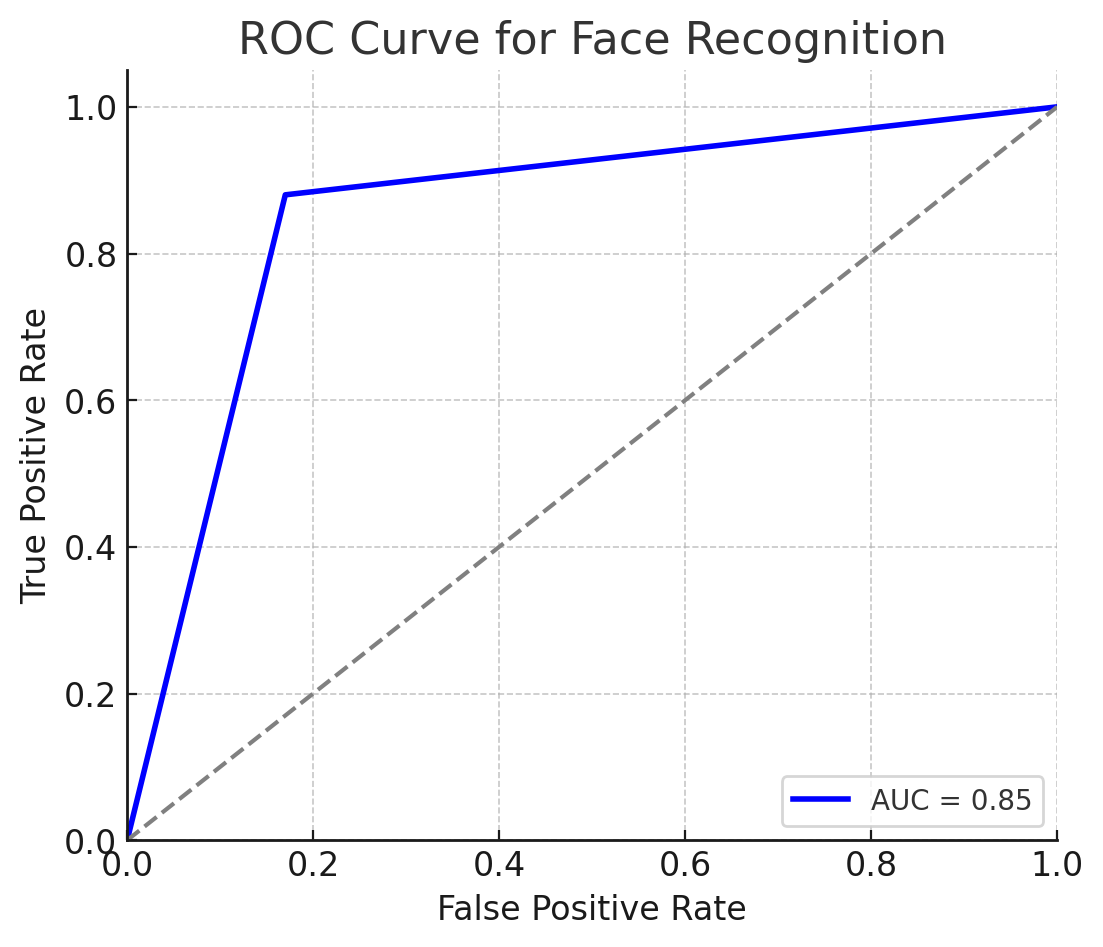 ROC Curve for Face Recognition
True Positive Rate
1.0
0.8
0.6
0.4
0.2
0.0
0.0 0.2 0.4 0.6 0.8 1.0
False Positive Rate
AUC = 0.85